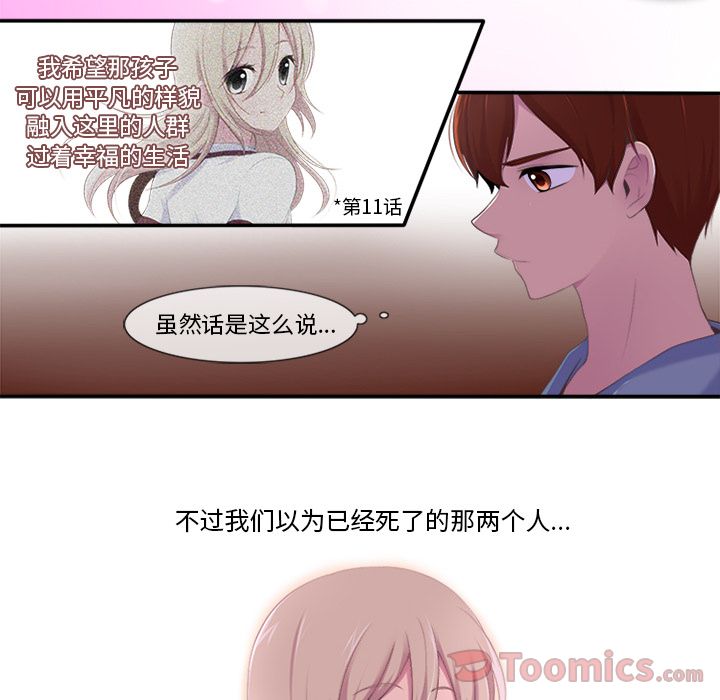 我希望那孩子
可以用平凡的样貌
融入这里的人群
过着幸福的生活
*第11话
虽然话是这么说...
不过我们以为已经死了的那两个人...
Toomics.com